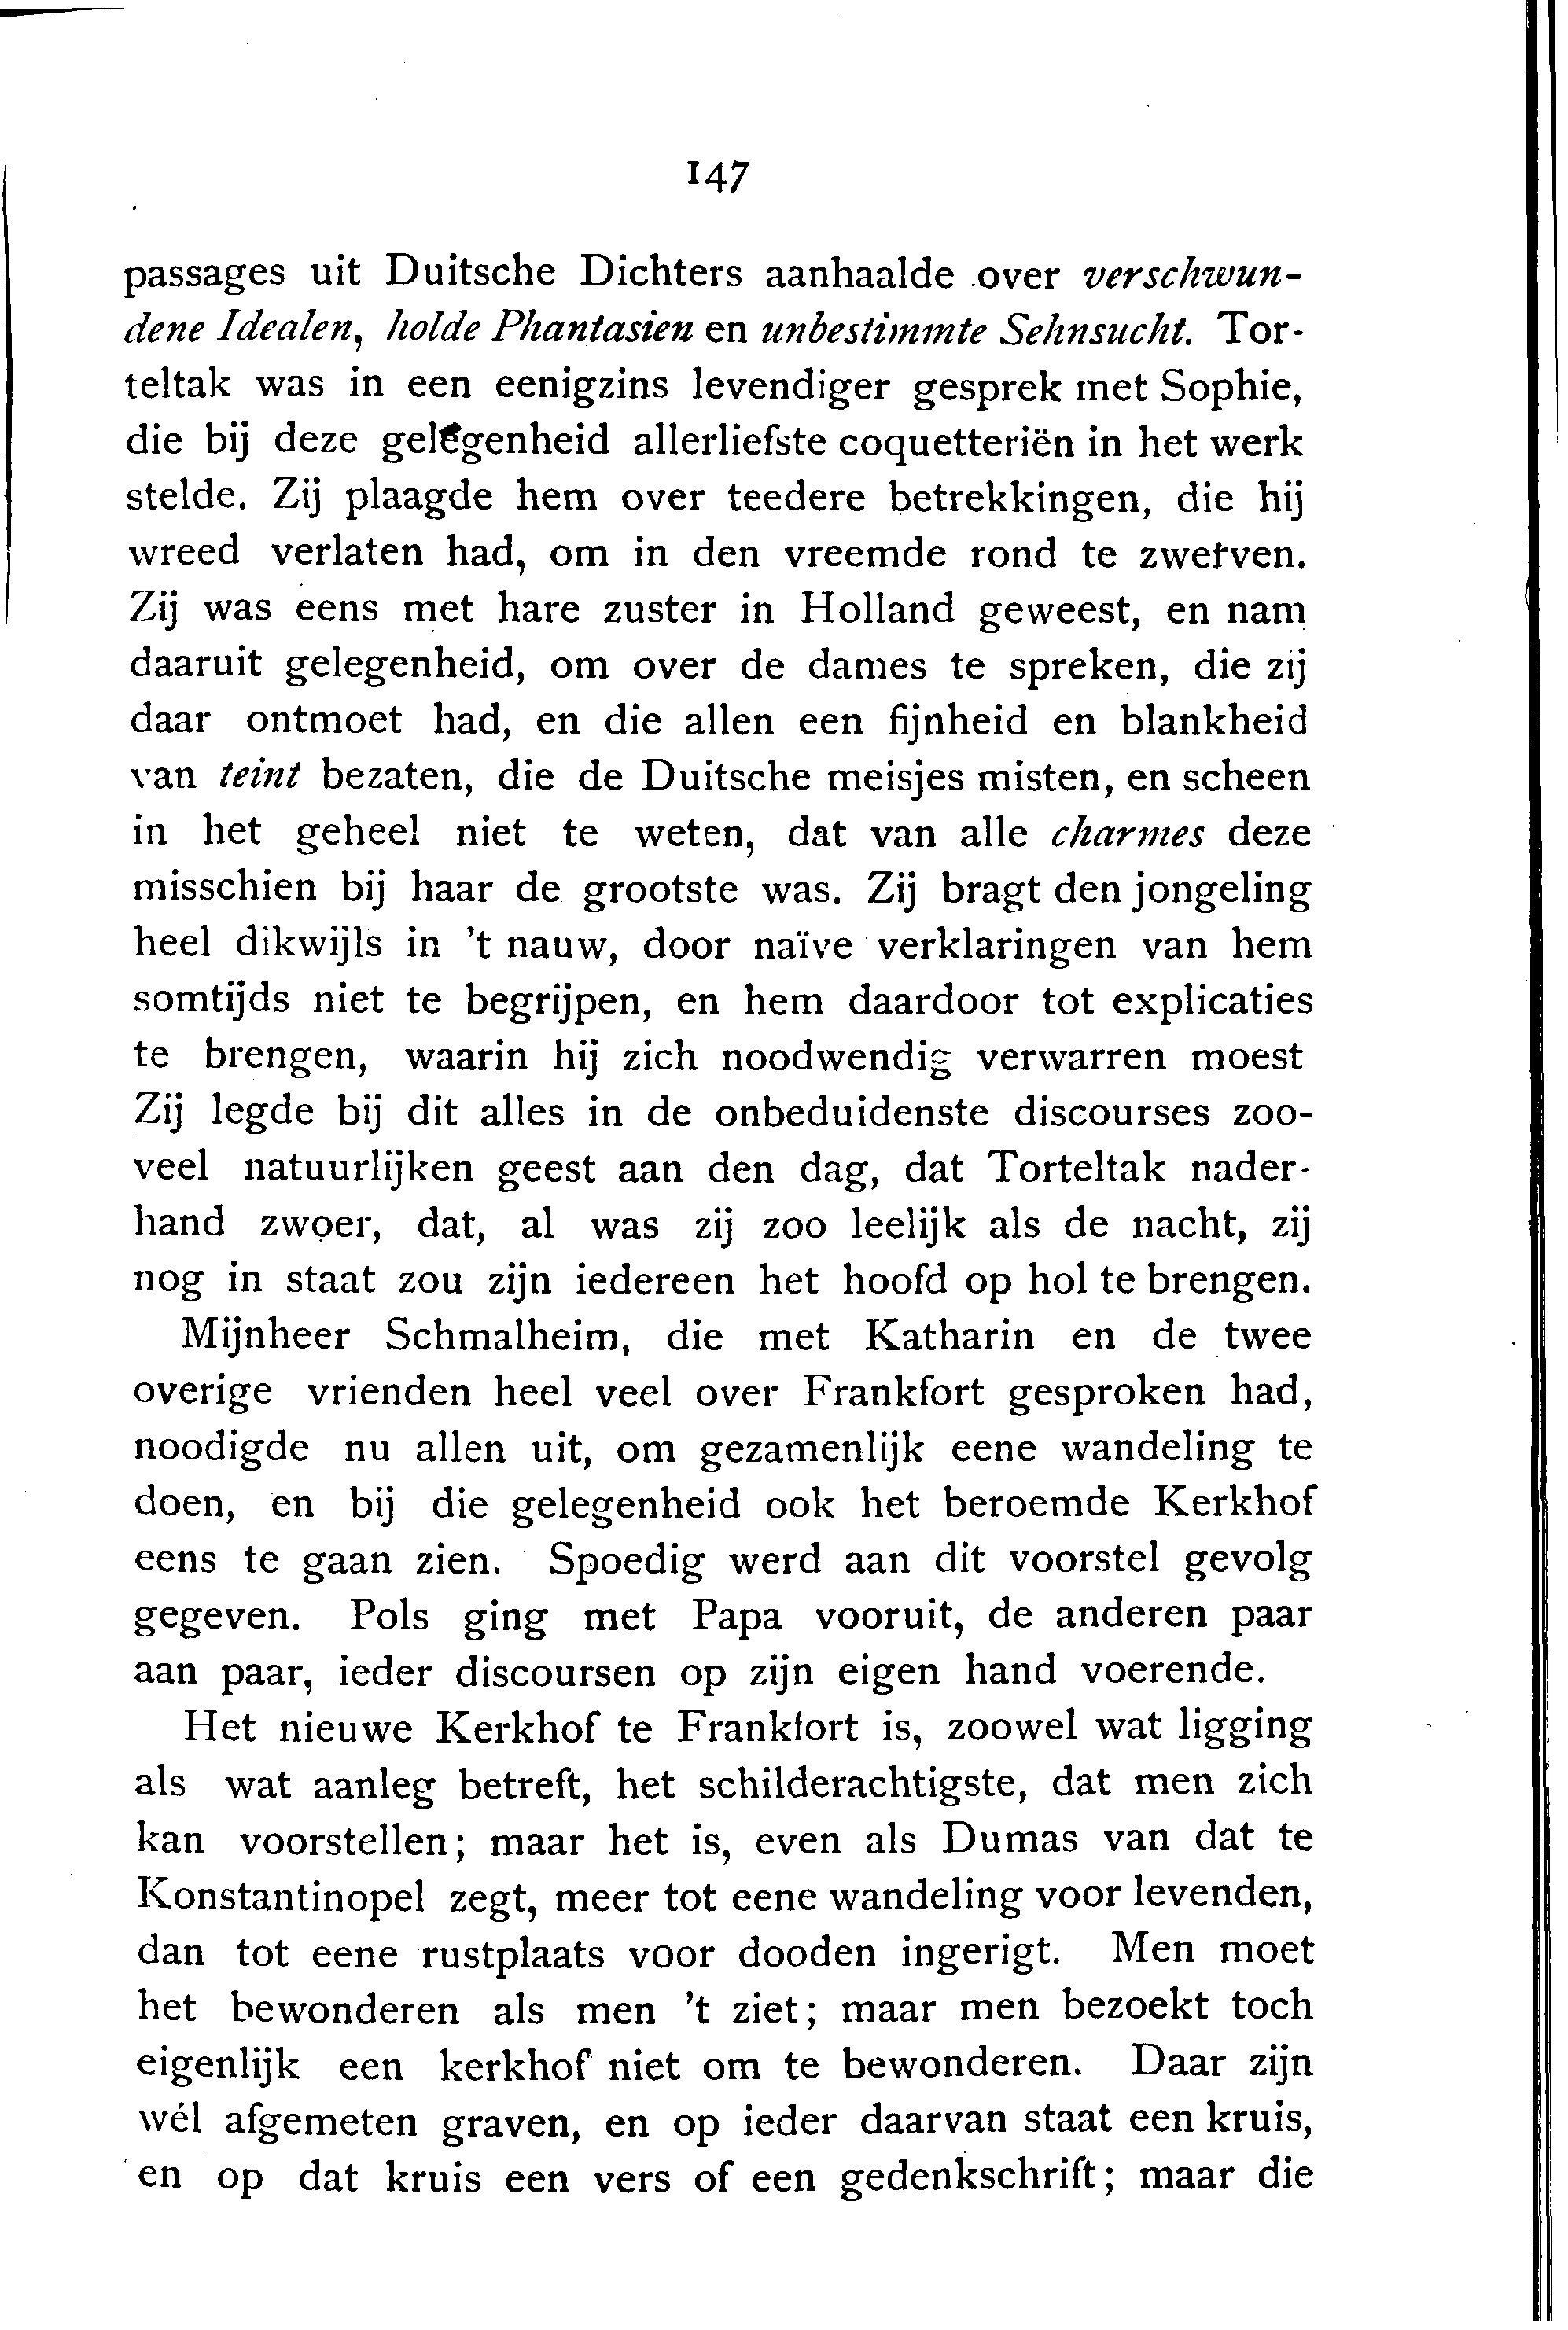 147
passages uit Duitsche Dichters aanhaalde over verschwun-
dene Idealen, holde Phantasien en unbestimmte Sehnsucht. Tor-
teltak was in een eenigzins levendiger gesprek met Sophie,
die bij deze gelegenheid allerliefste coquetteriën in het werk
stelde. Zij plaagde hem over teedere betrekkingen, die hij
wreed verlaten had, om in den vreemde rond te zwerven.
Zij was eens met hare zuster in Holland geweest, en nam
daaruit gelegenheid, om over de dames te spreken, die zij
daar ontmoet had, en die allen een fijnheid en blankheid
van teint bezaten, die de Duitsche meisjes misten, en scheen
in het geheel niet te weten, dat van alle charmes deze
misschien bij haar de grootste was. Zij bragt den jongeling
heel dikwijls in 't nauw, door naïve verklaringen van hem
somtijds niet te begrijpen, en hem daardoor tot explicaties
te brengen, waarin hij zich noodwendig verwarren moest
Zij legde bij dit alles in de onbeduidenste discourses zoo-
veel natuurlijken geest aan den dag, dat Torteltak nader-
hand zwoer, dat, al was zij zoo leelijk als de nacht, zij
nog in staat zou zijn iedereen het hoofd op hol te brengen.
Mijnheer Schmalheim, die met Katharin en de twee
overige vrienden heel veel over Frankfort gesproken had,
noodigde nu allen uit, om gezamenlijk eene wandeling te
doen, en bij die gelegenheid ook het beroemde Kerkhof
eens te gaan zien. Spoedig werd aan dit voorstel gevolg
gegeven. Pols ging met Papa vooruit, de anderen paar
aan paar, ieder discoursen op zijn eigen hand voerende.
Het nieuwe Kerkhof te Frankfort is, zoowel wat ligging
als wat aanleg betreft, het schilderachtigste, dat men zich
kan voorstellen; maar het is, even als Dumas van dat te
Konstantinopel zegt, meer tot eene wandeling voor levenden,
dan tot eene rustplaats voor dooden ingerigt. Men moet
het bewonderen als men 't ziet; maar men bezoekt toch
eigenlijk een kerkhof niet om te bewonderen. Daar zijn
wél afgemeten graven, en op ieder daarvan staat een kruis,
en op dat kruis een vers of een gedenkschrift; maar die